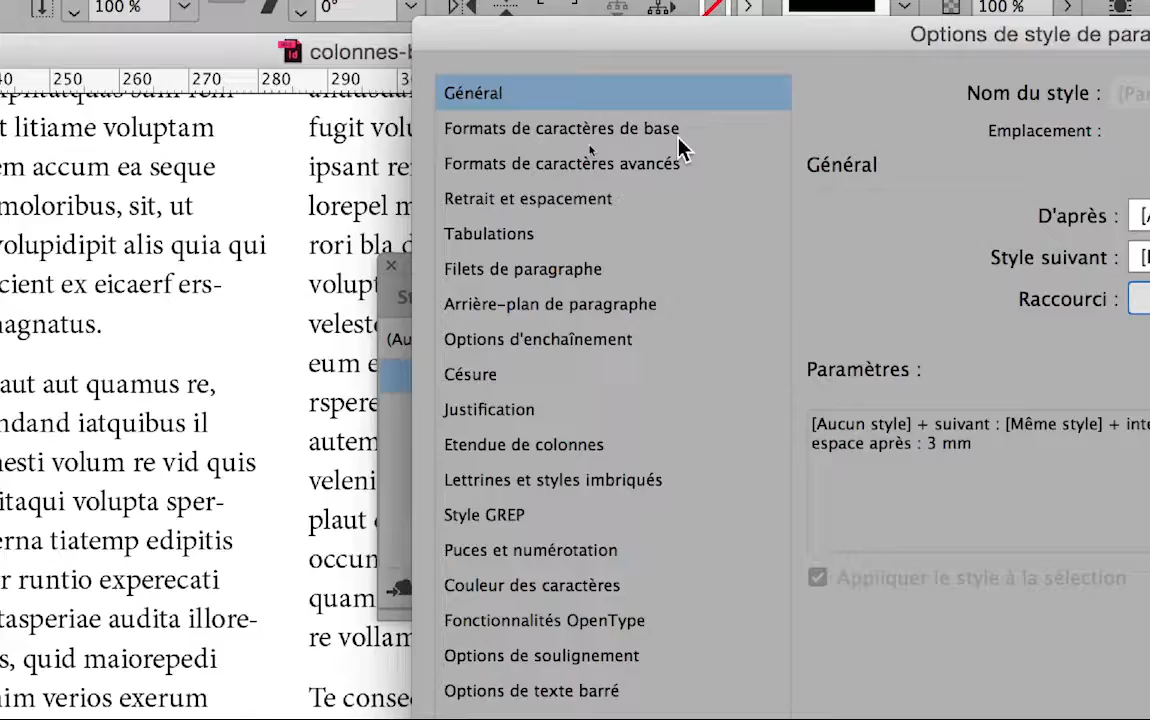 100 %
0°
100 %
Options de style de para
colonnes-b
250 260 270 280 290
Général
Nom du style :
Formats de caractères de base
Emplacement :
Formats de caractères avancés
Général
Retrait et espacement
D'après :
Tabulations
Style suivant :
Filets de paragraphe
Raccourci :
Arrière-plan de paragraphe
Options d'enchaînement
Césure
Paramètres :
Justification
[Aucun style] + suivant : [Même style] + inte
espace après : 3 mm
Etendue de colonnes
Lettrines et styles imbriqués
Style GREP
Puces et numérotation
Couleur des caractères
Appliquer le style à la sélection
Fonctionnalités OpenType
Options de soulignement
Options de texte barré
(Au
t litiame voluptam
em accum ea seque
moloribus, sit, ut
volupidipit alis quia qui
cient ex eicaerf ers-
nagnatus.
aut aut quamus re,
ndand iatquibus il
nesti volum re vid quis
itaqui volupta sper-
erna tiatemp edipitis
r runtio experecati
tasperiae audita illore-
s, quid maiorepedi
nim verios exerum
fugit volu
ipsant re
lorepel m
rori bla d
volupt
velest
eum e
rspere
autem
veleni
plaut
occum
quam
re vollam
Te conse